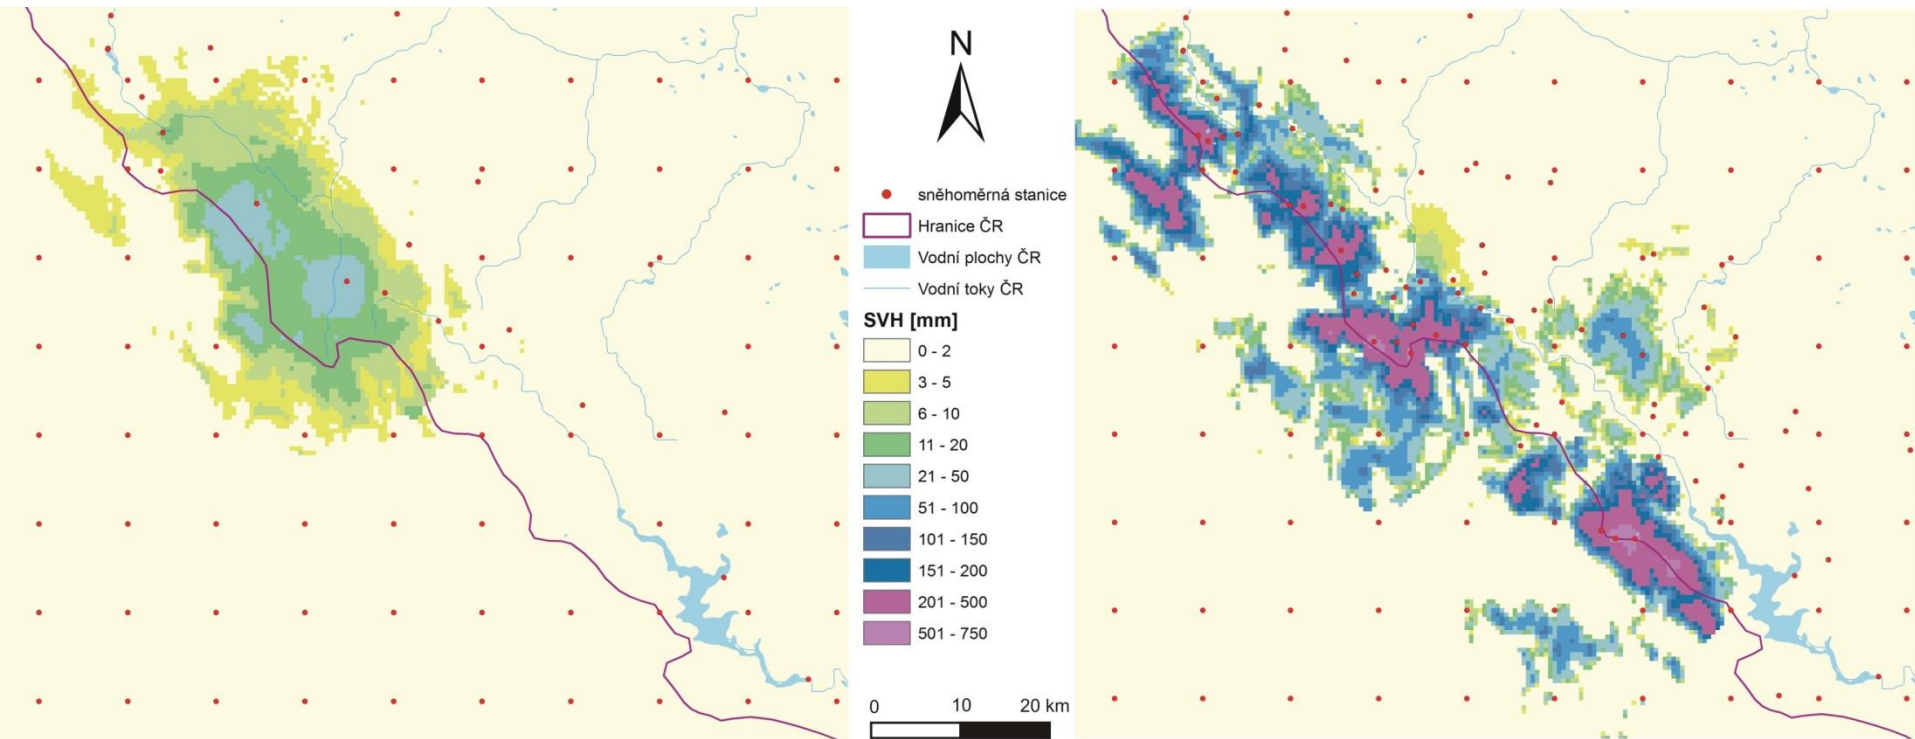 N
sněhoměrná stanice
Hranice ČR
Vodní plochy ČR
Vodní toky ČR
SVH [mm]
0 - 2
3 - 5
6 - 10
11 - 20
21 - 50
51 - 100
101 - 150
151 - 200
201 - 500
501 - 750
0 10 20 km